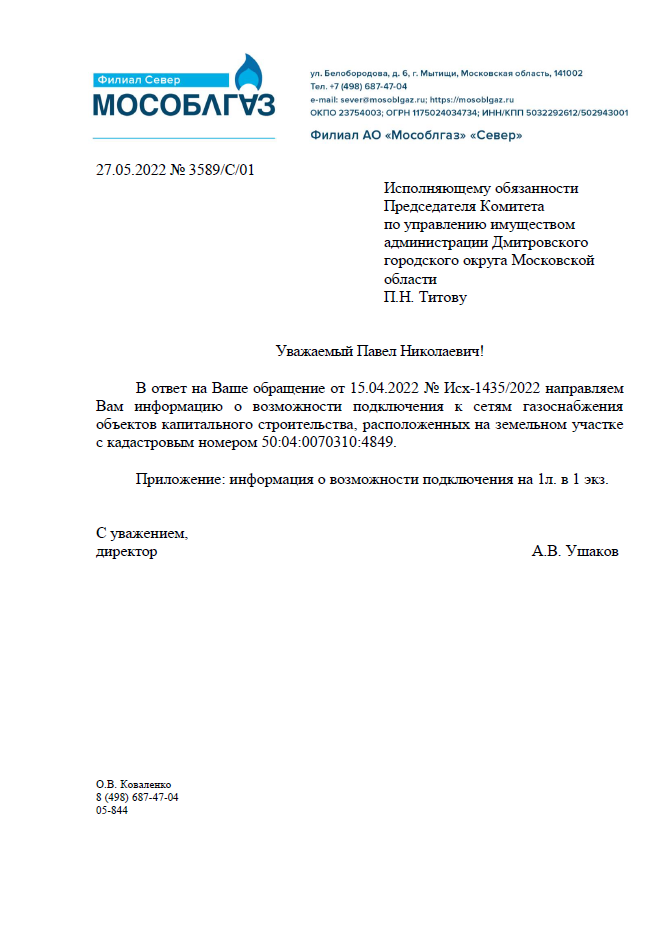 Филиал Север
МОСОБЛГАЗ
ул. Белобородова, д. 6, г. Мытищи, Московская область, 141002
Тел. +7 (498) 687-47-04
e-mail: sever@mosoblgaz.ru; https://mosoblgaz.ru
ОКПО 23754003; ОГРН 1175024034734; ИНН/КПП 5032292612/502943001
Филиал АО «Мособлгаз» «Север»
27.05.2022 № 3589/С/01
Исполняющему обязанности
Председателя Комитета
по управлению имуществом
администрации Дмитровского
городского округа Московской
области
П.Н. Титову
Уважаемый Павел Николаевич!
В ответ на Ваше обращение от 15.04.2022 № Исх-1435/2022 направляем
Вам информацию о возможности подключения к сетям газоснабжения
объектов капитального строительства, расположенных на земельном участке
с кадастровым номером 50:04:0070310:4849.
Приложение: информация о возможности подключения на 1л. в 1 экз.
С уважением,
директор А.В. Ушаков
О.В. Коваленко
8 (498) 687-47-04
05-844